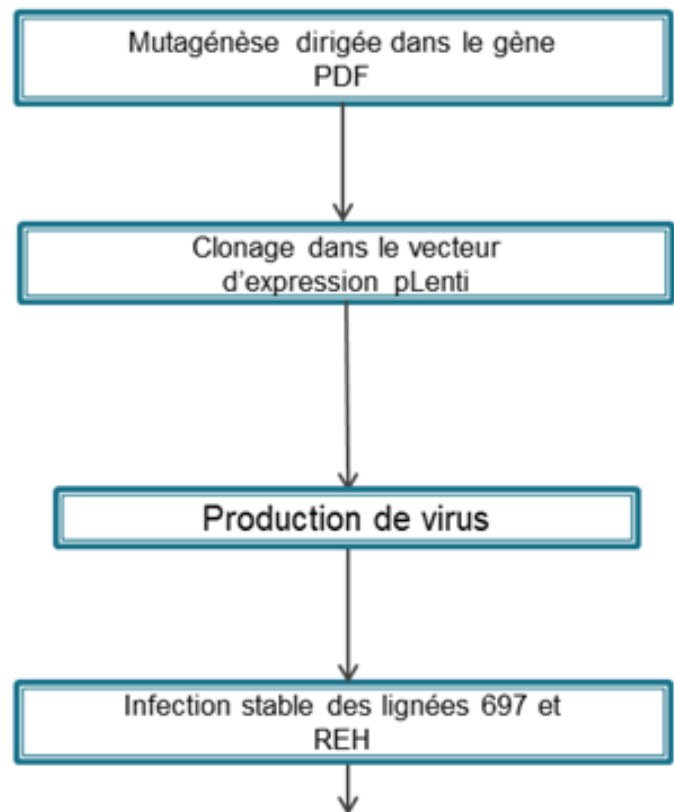 Mutagénèse dirigée dans le gène
PDF
Clonage dans le vecteur
d'expression pLenti
Production de virus
Infection stable des lignées 697 et
REH